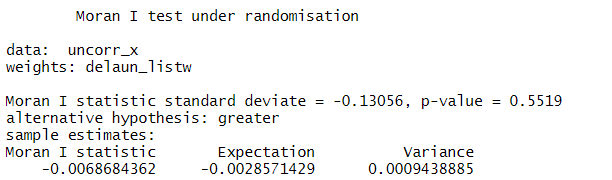 Moran I test under randomisation
data: uncorr_x
weights: delaun_listw
Moran I statistic standard deviate = -0.13056, p-value = 0.5519
alternative hypothesis: greater
sample estimates:
Moran I statistic Expectation Variance
-0.0068684362 -0.0028571429 0.0009438885